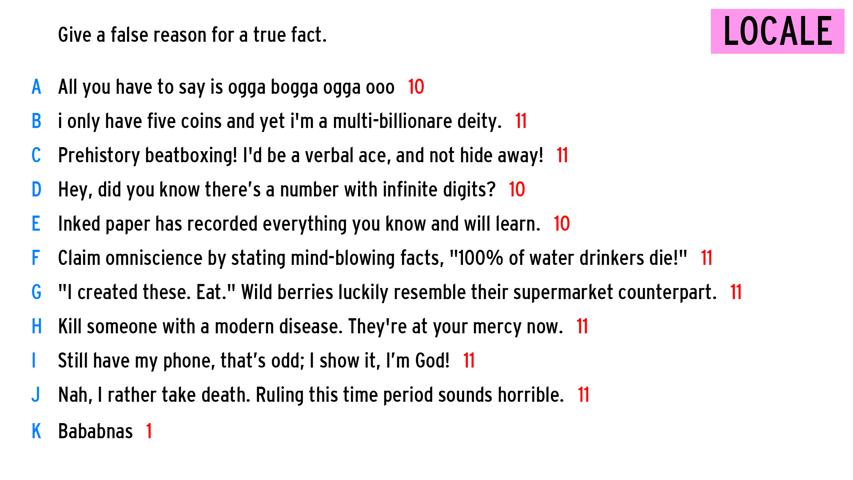 Give a false reason for a true fact.
LOCALE
A All you have to say is ogga bogga ogga ooo 10
B i only have five coins and yet i'm a multi-billionare deity. 11
C Prehistory beatboxing! I'd be a verbal ace, and not hide away! 11
D Hey, did you know there's a number with infinite digits? 10
E Inked paper has recorded everything you know and will learn. 10
F Claim omniscience by stating mind-blowing facts, "100% of water drinkers die!" 11
G "I created these. Eat." Wild berries luckily resemble their supermarket counterpart. 11
H Kill someone with a modern disease. They're at your mercy now. 11
I Still have my phone, that's odd; I show it, I'm God! 11
J Nah, I rather take death. Ruling this time period sounds horrible. 11
K Bababnas 1